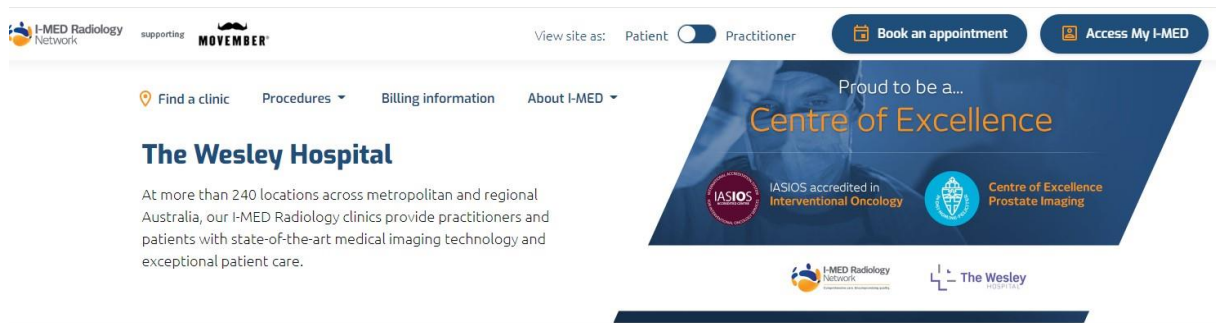 I-MED Radiology
Network
supporting
MOVEMBER®
View site as: Patient Practitioner
Book an appointment
Access My I-MED
Find a clinic Procedures Billing information About I-MED
The Wesley Hospital
At more than 240 locations across metropolitan and regional
Australia, our I-MED Radiology clinics provide practitioners and
patients with state-of-the-art medical imaging technology and
exceptional patient care.
Proud to be a...
Centre of Excellence
IASIOS
IASIOS accredited in
Interventional Oncology
Centre of Excellence
Prostate Imaging
I-MED Radiology
Network
The Wesley
HOSPITAL